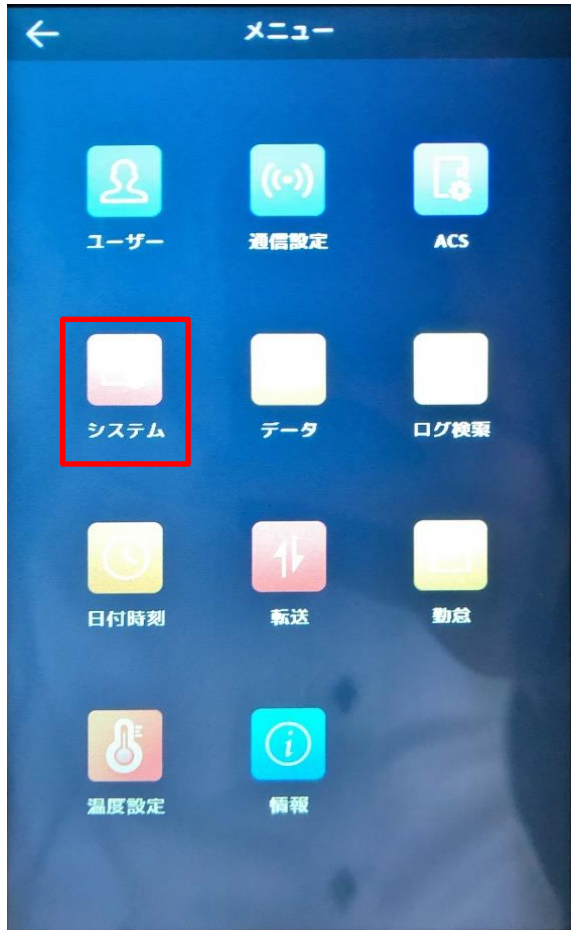 メニュー
ユーザー
通信設定
ACS
システム
データ
ログ検索
日付時刻
転送
勤怠
温度設定
情報